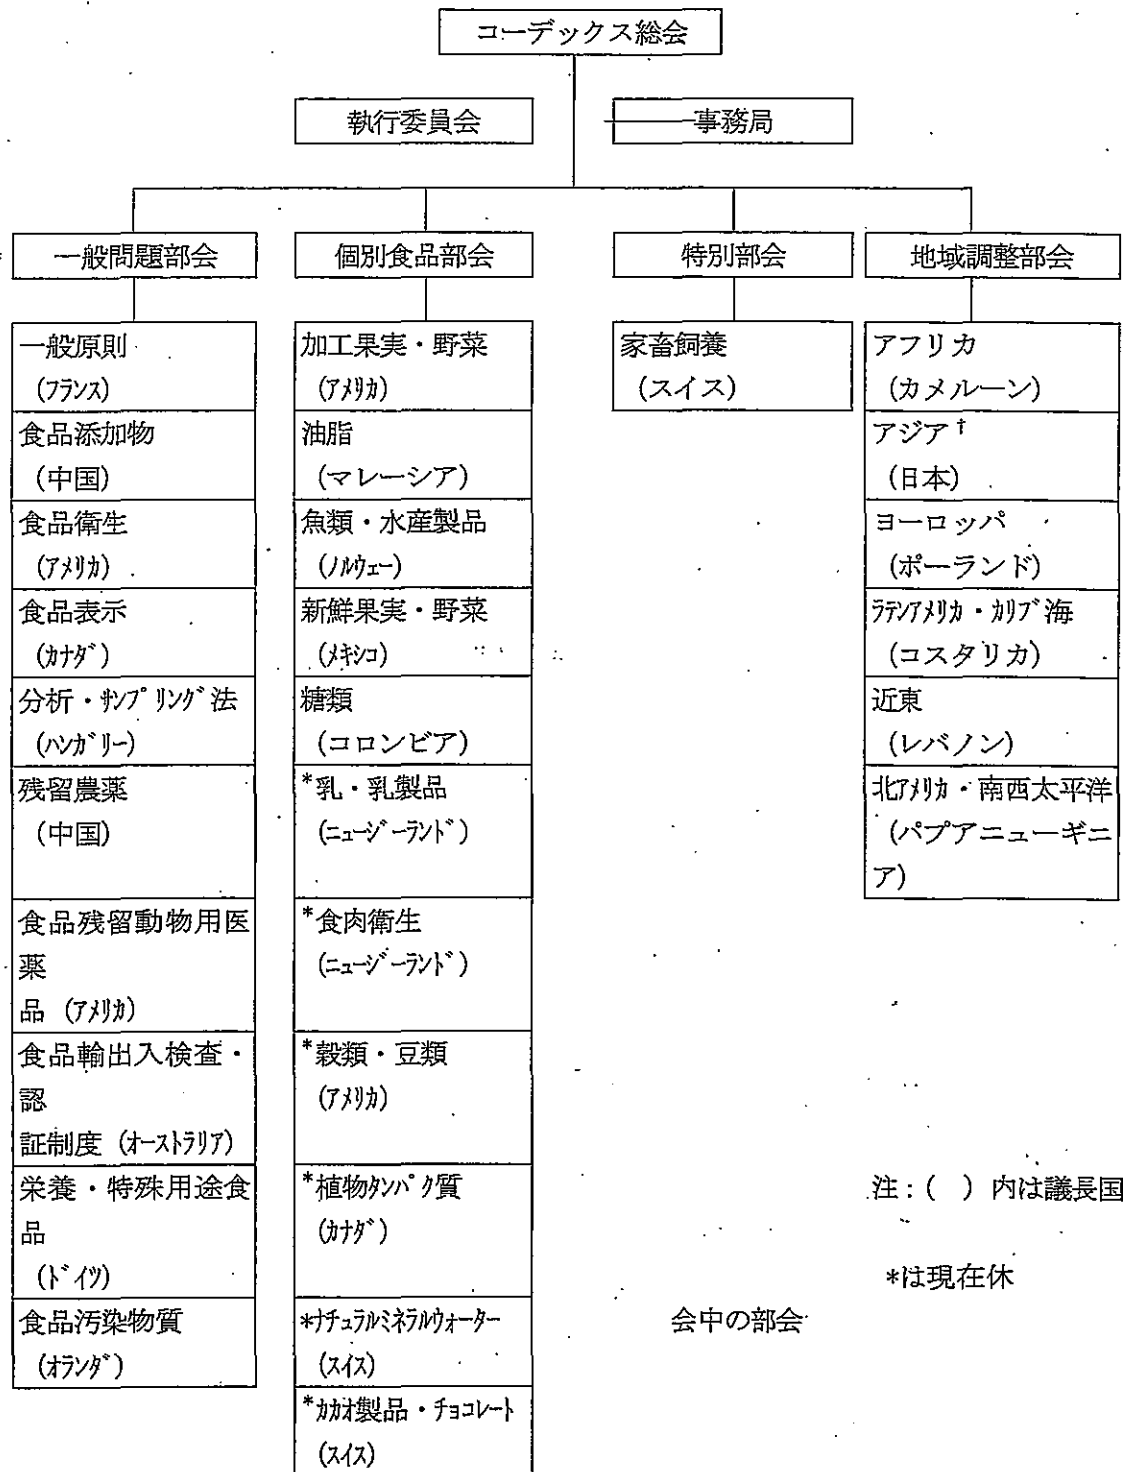 コーデックス総会
執行委員会
事務局
一般問題部会
個別食品部会
特別部会
地域調整部会
一般原則
(フランス)
食品添加物
(中国)
食品衛生
(アメリカ)
食品表示
(カナダ)
分析・サンプリング法
(ハンガリー)
残留農薬
(中国)
食品残留動物用医
薬
品 (アメリカ)
食品輸出入検査・
認
証制度 (オーストラリア)
栄養・特殊用途食
品
(ドイツ)
食品汚染物質
(オランダ)
加工果実・野菜
(アメリカ)
油脂
(マレーシア)
魚類・水産製品
(ノルウェー)
新鮮果実・野菜
(メキシコ)
糖類
(コロンビア)
*乳・乳製品
(ニュージーランド)
*食肉衛生
(ニュージーランド)
*穀類・豆類
(アメリカ)
*植物タンパク質
(カナダ)
*ナチュラルミネラルウォーター
(スイス)
*カカオ製品・チョコレート
(スイス)
家畜飼養
(スイス)
アフリカ
(カメルーン)
アジア†
(日本)
ヨーロッパ
(ポーランド)
ラテンアメリカ・カリブ海
(コスタリカ)
近東
(レバノン)
北アメリカ・南西太平洋
(パプアニューギニ
ア)
注:( ) 内は議長国
*は現在休
会中の部会